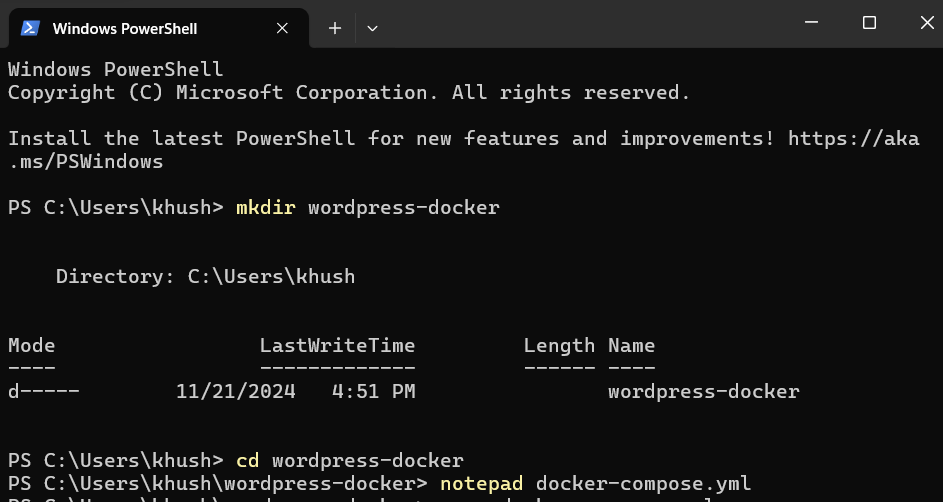 Windows PowerShell
Windows PowerShell
Copyright (C) Microsoft Corporation. All rights reserved.
Install the latest PowerShell for new features and improvements! https://aka
.ms/PSWindows
PS C:\Users\khush> mkdir wordpress-docker
Directory: C:\Users\khush
Mode LastWriteTime Length Name
---- ------------- ------ ----
d----- 11/21/2024 4:51 PM wordpress-docker
PS C:\Users\khush> cd wordpress-docker
PS C:\Users\khush\wordpress-docker> notepad docker-compose.yml